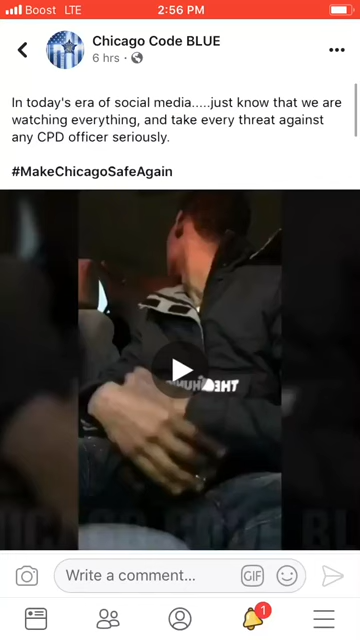 Boost LTE 2:56 PM
Chicago Code BLUE
6 hrs ·
In today's era of social media.....just know that we are
watching everything, and take every threat against
any CPD officer seriously.
#MakeChicagoSafeAgain
Write a comment...
GIF
1